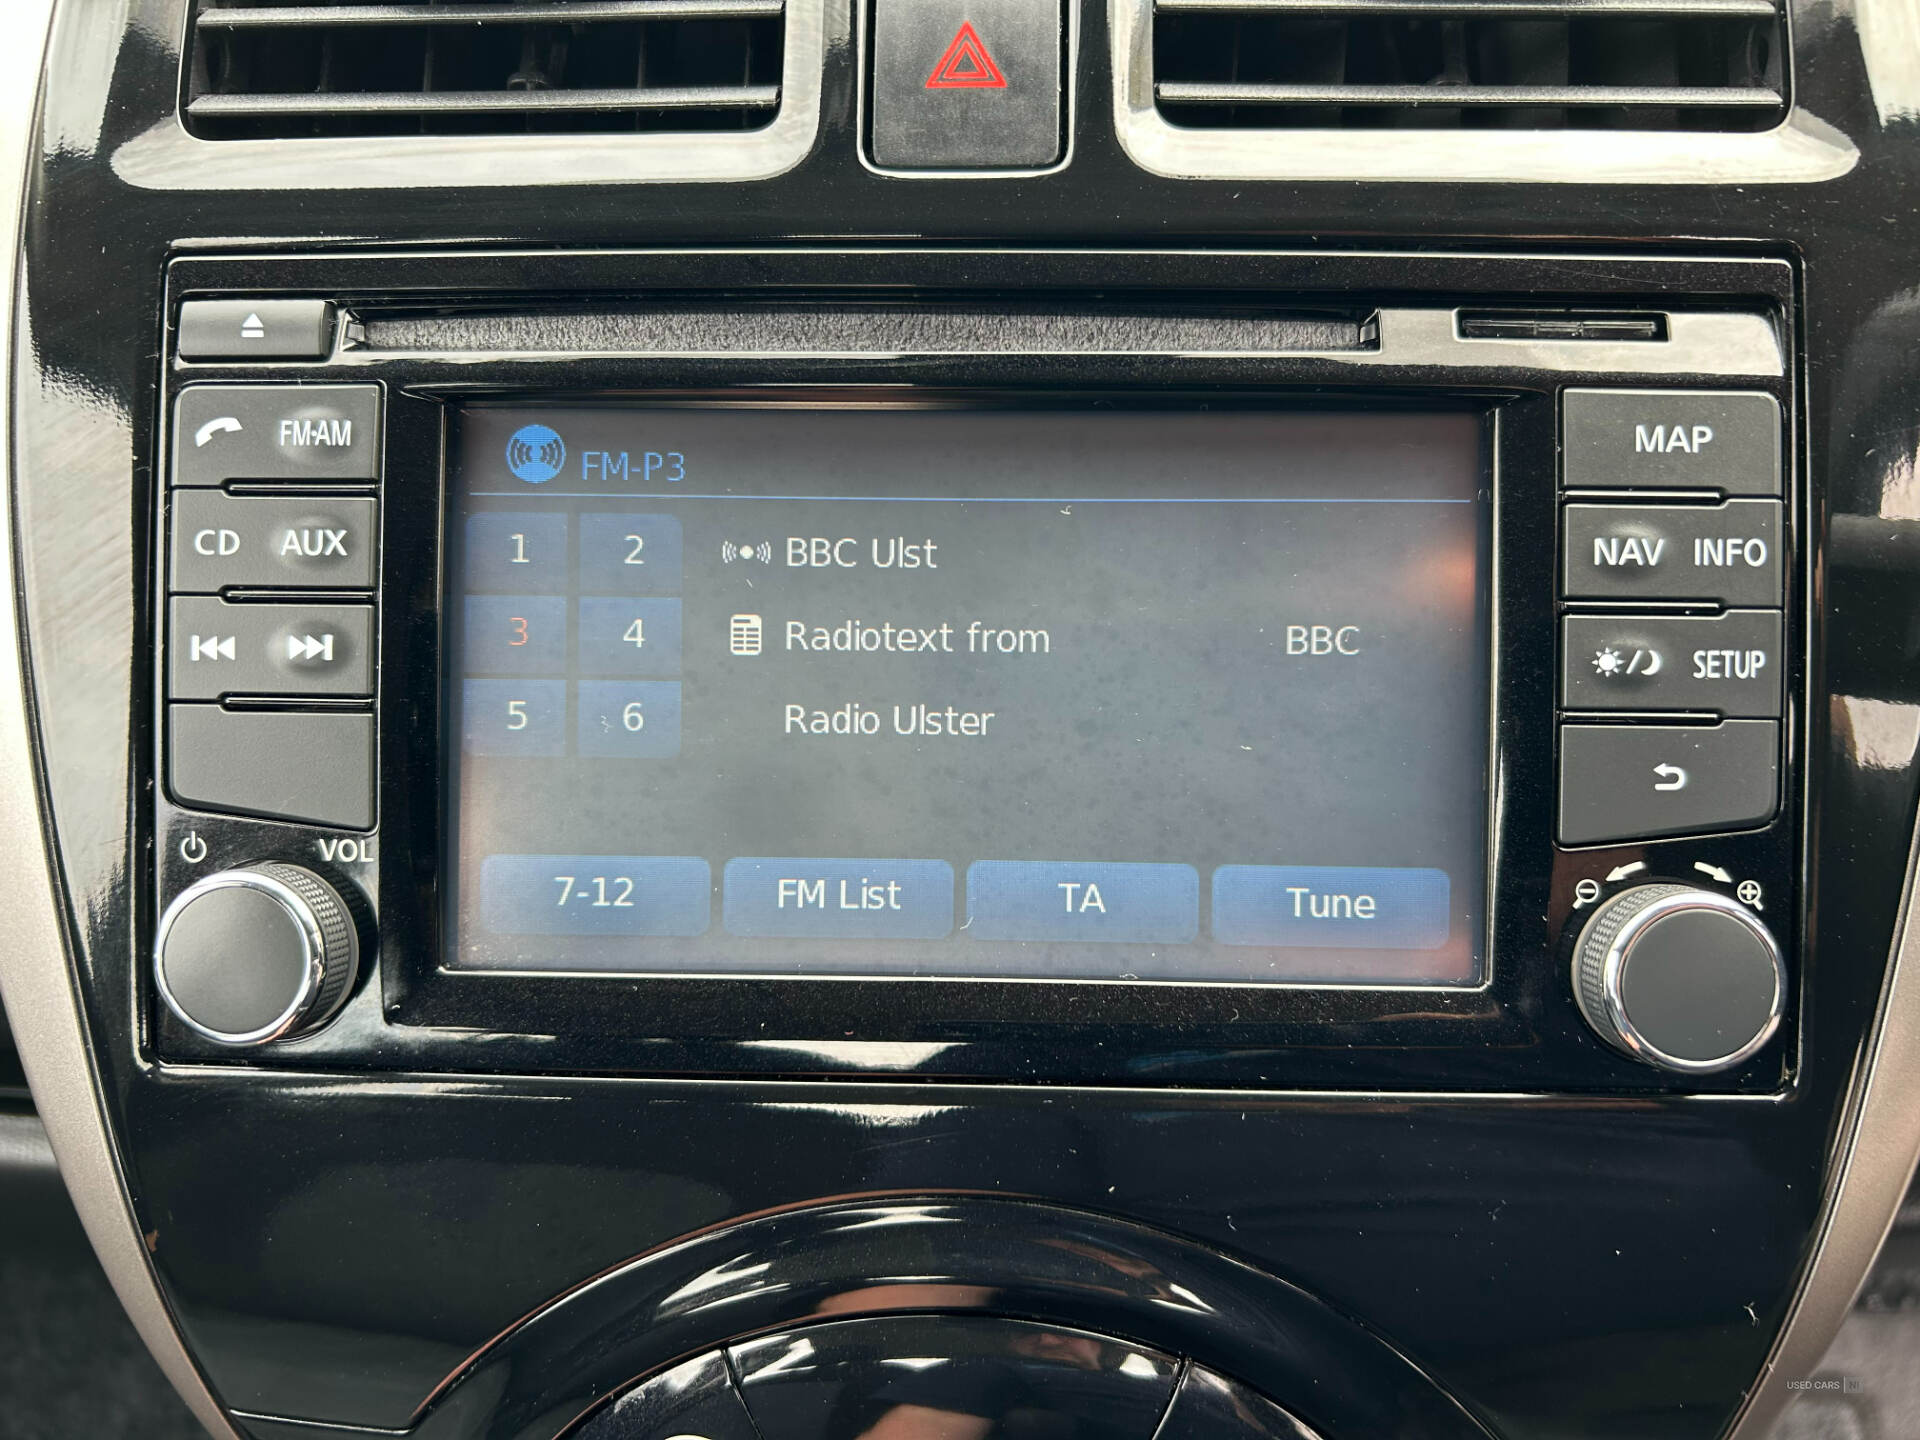 FM·AM
CD AUX
VOL
FM-P3
1 2 BBC Ulst
3 4 Radiotext from BBC
5 6 Radio Ulster
7-12 FM List TA Tune
MAP
NAV INFO
SETUP
USED CARS NI